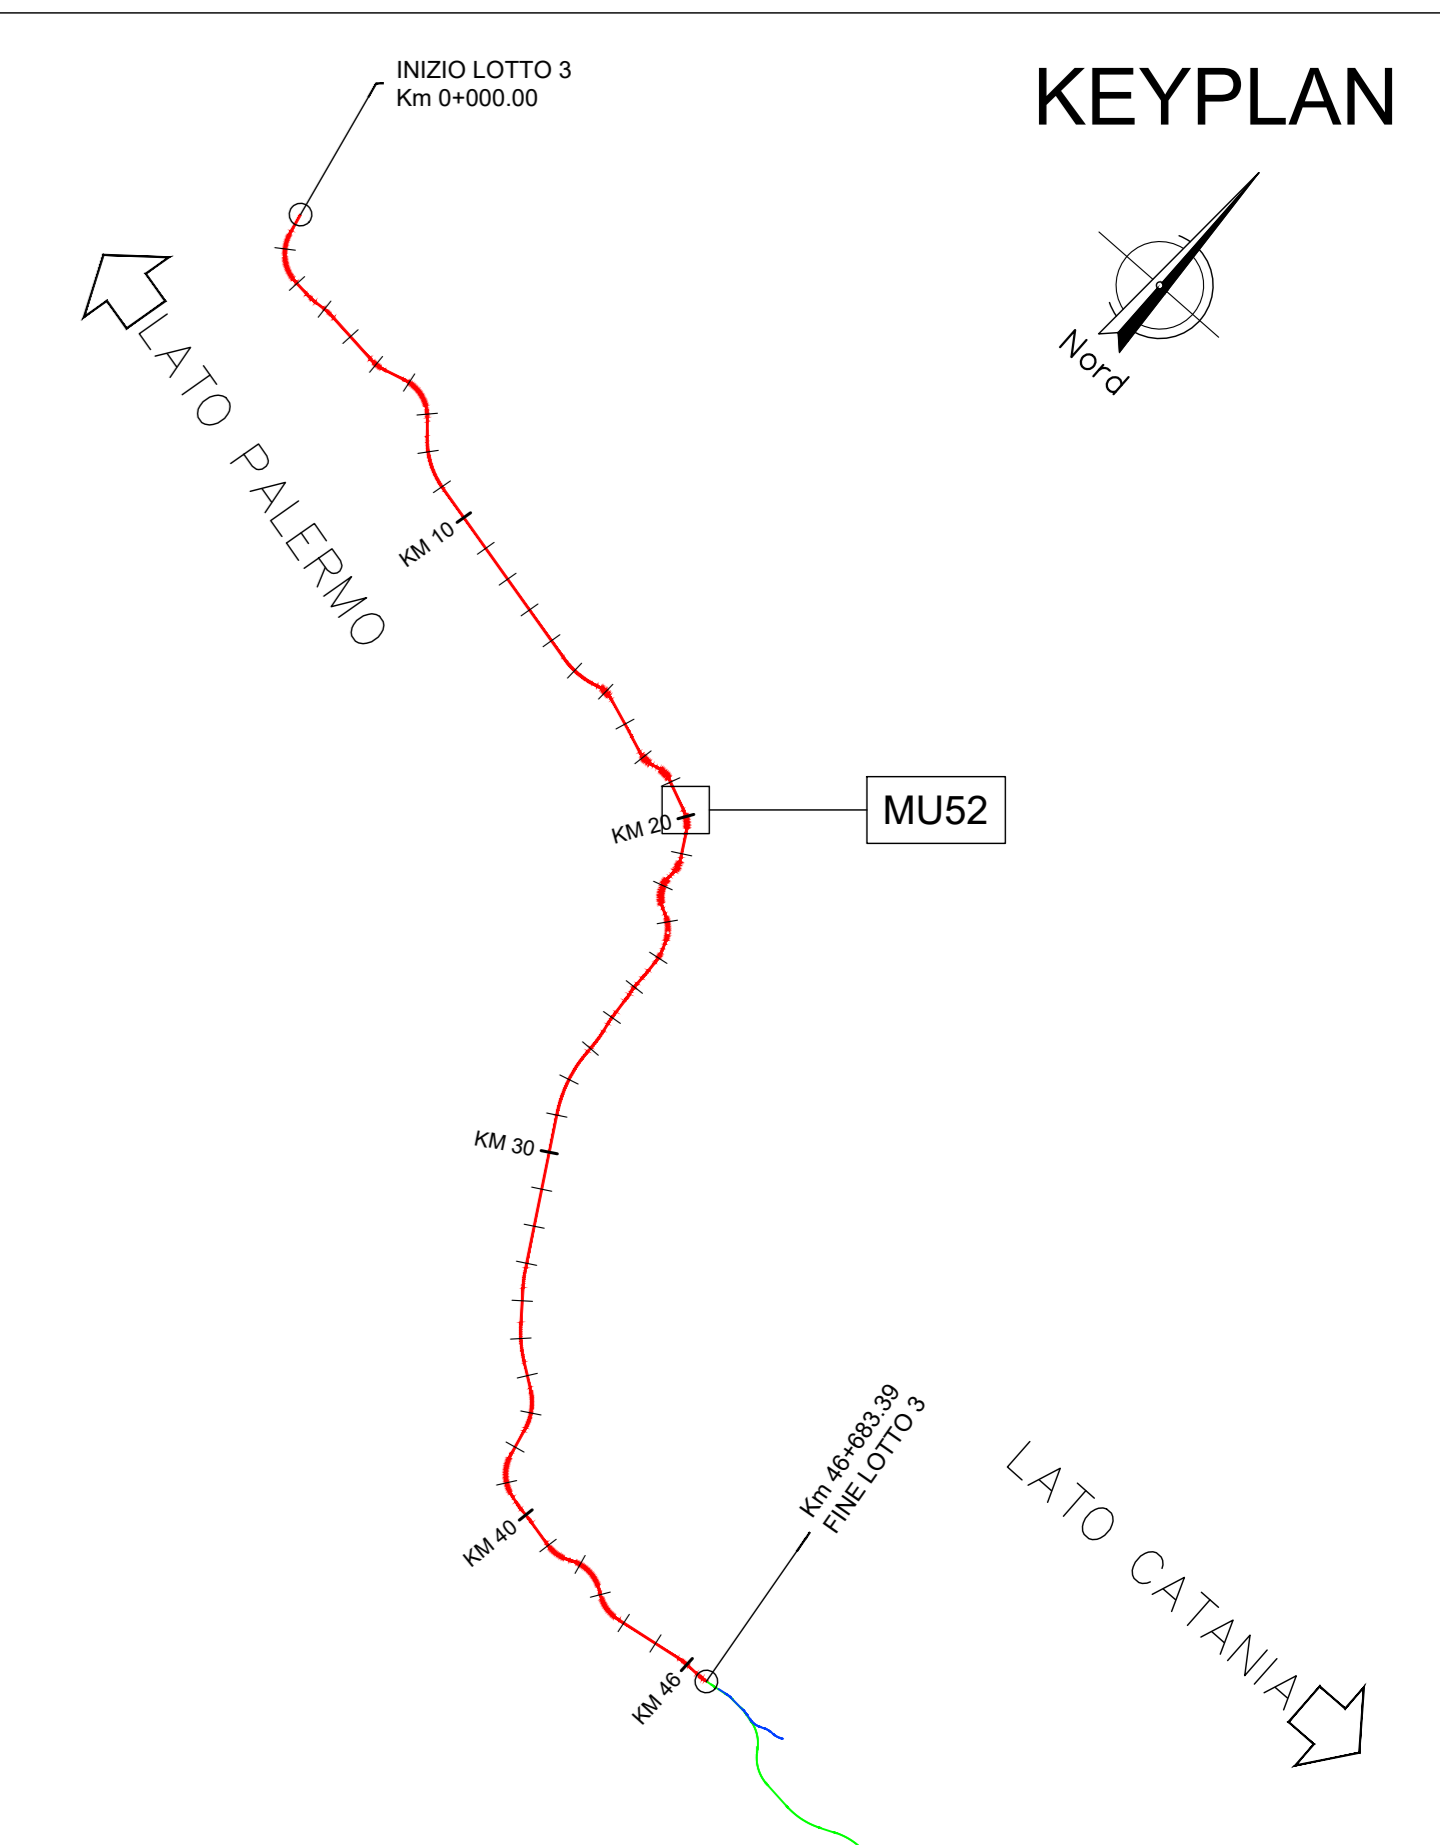 INIZIO LOTTO 3
Km 0+000.00
KEYPLAN
Nord
LATO PALERMO
KM 10
MU52
KM 20
KM 30
Km 46+683.39
FINE LOTTO 3
LATO CATANIA
KM 40
KM 46